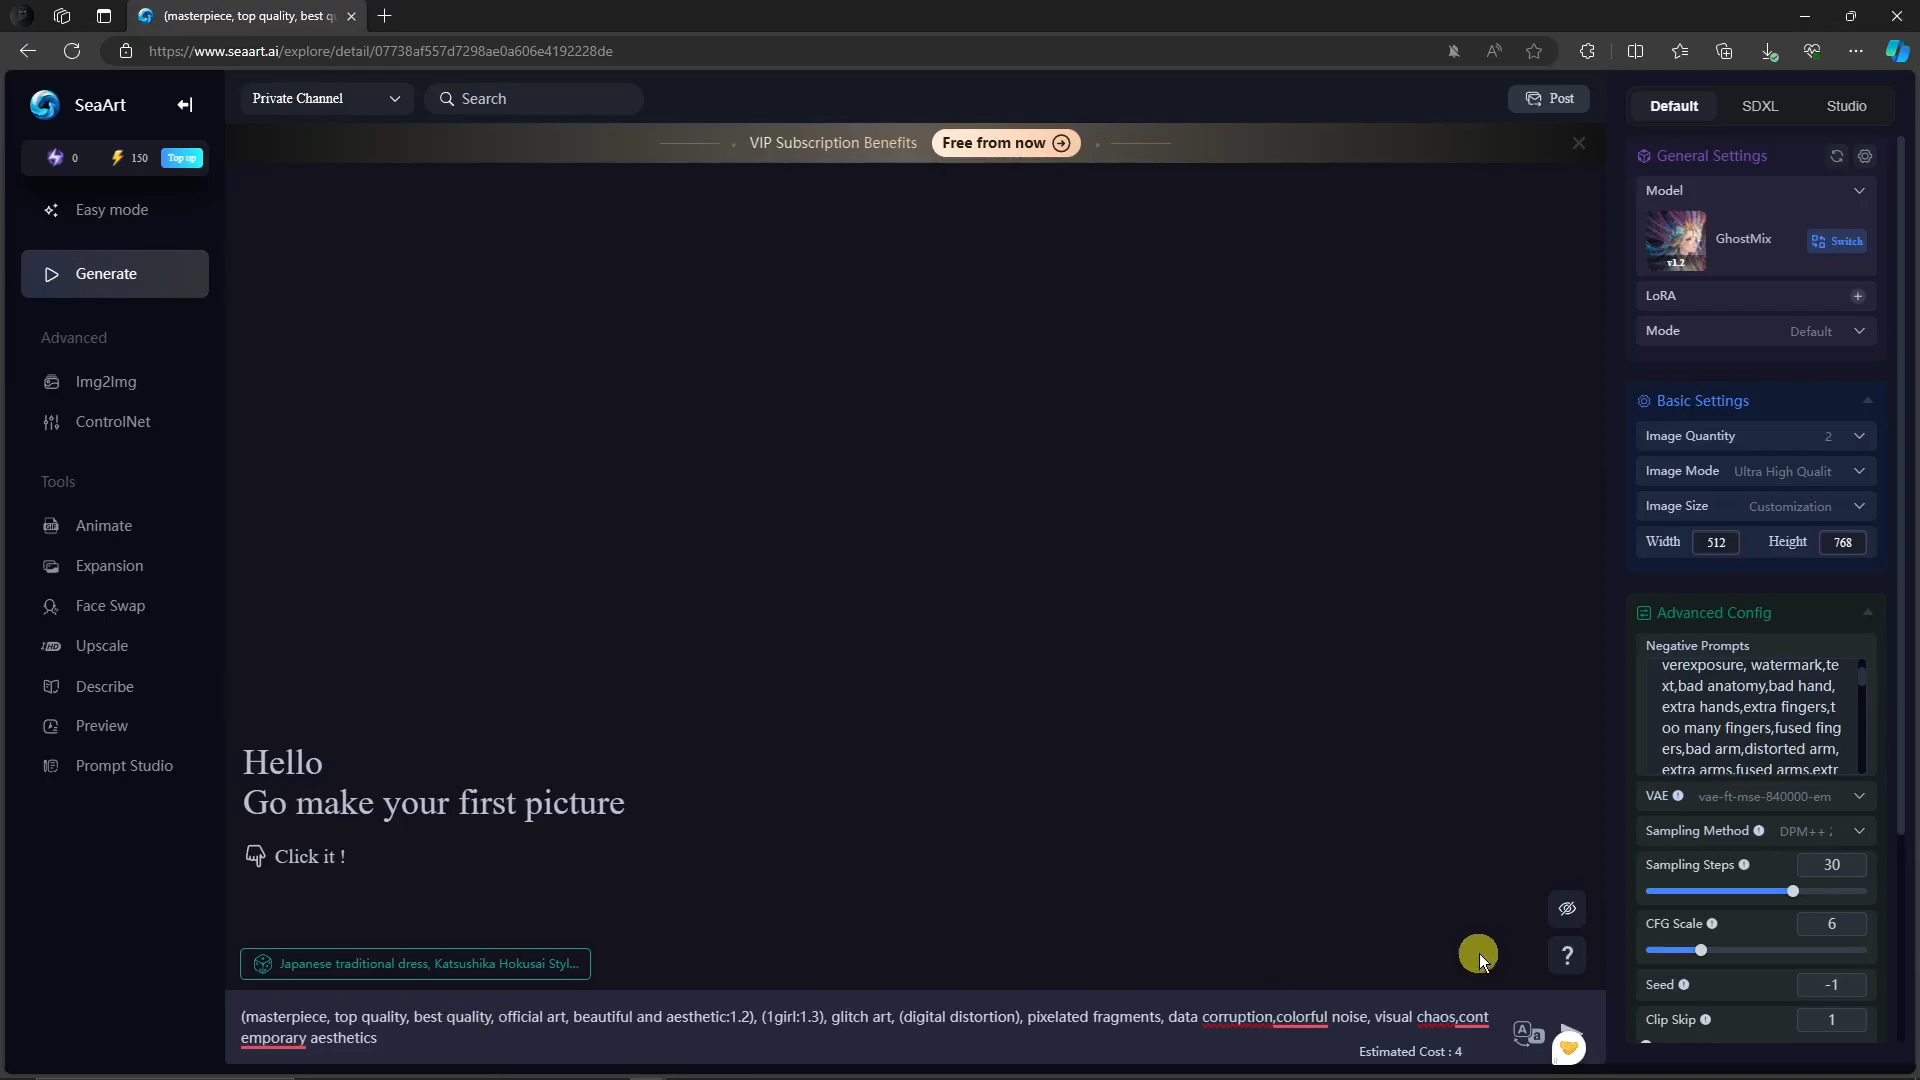 (masterpiece, top quality, best q
https://www.seaart.ai/explore/detail/07738af557d7298ae0a606e4192228de
SeaArt
0
150
Top up
Easy mode
Generate
Advanced
Img2Img
ControlNet
Tools
Animate
Expansion
Face Swap
Upscale
Describe
Preview
Prompt Studio
Private Channel
Search
Post
VIP Subscription Benefits
Free from now
Hello
Go make your first picture
Click it !
Japanese traditional dress, Katsushika Hokusai Styl...
?
(masterpiece, top quality, best quality, official art, beautiful and aesthetic:1.2), (1girl:1.3), glitch art, (digital distortion), pixelated fragments, data corruption,colorful noise, visual chaos,cont
emporary aesthetics
Estimated Cost : 4
Default SDXL Studio
General Settings
Model
v1.2
GhostMix
Switch
LoRA
Mode Default
Basic Settings
Image Quantity 2
Image Mode Ultra High Qualit
Image Size Customization
Width 512 Height 768
Advanced Config
Negative Prompts
verexposure, watermark,te
xt,bad anatomy,bad hand,
extra hands,extra fingers,t
oo many fingers,fused fing
ers,bad arm,distorted arm,
extra arms,fused arms,extr
VAE vae-ft-mse-840000-em
Sampling Method DPM++ 2
Sampling Steps 30
CFG Scale 6
Seed -1
Clip Skip 1